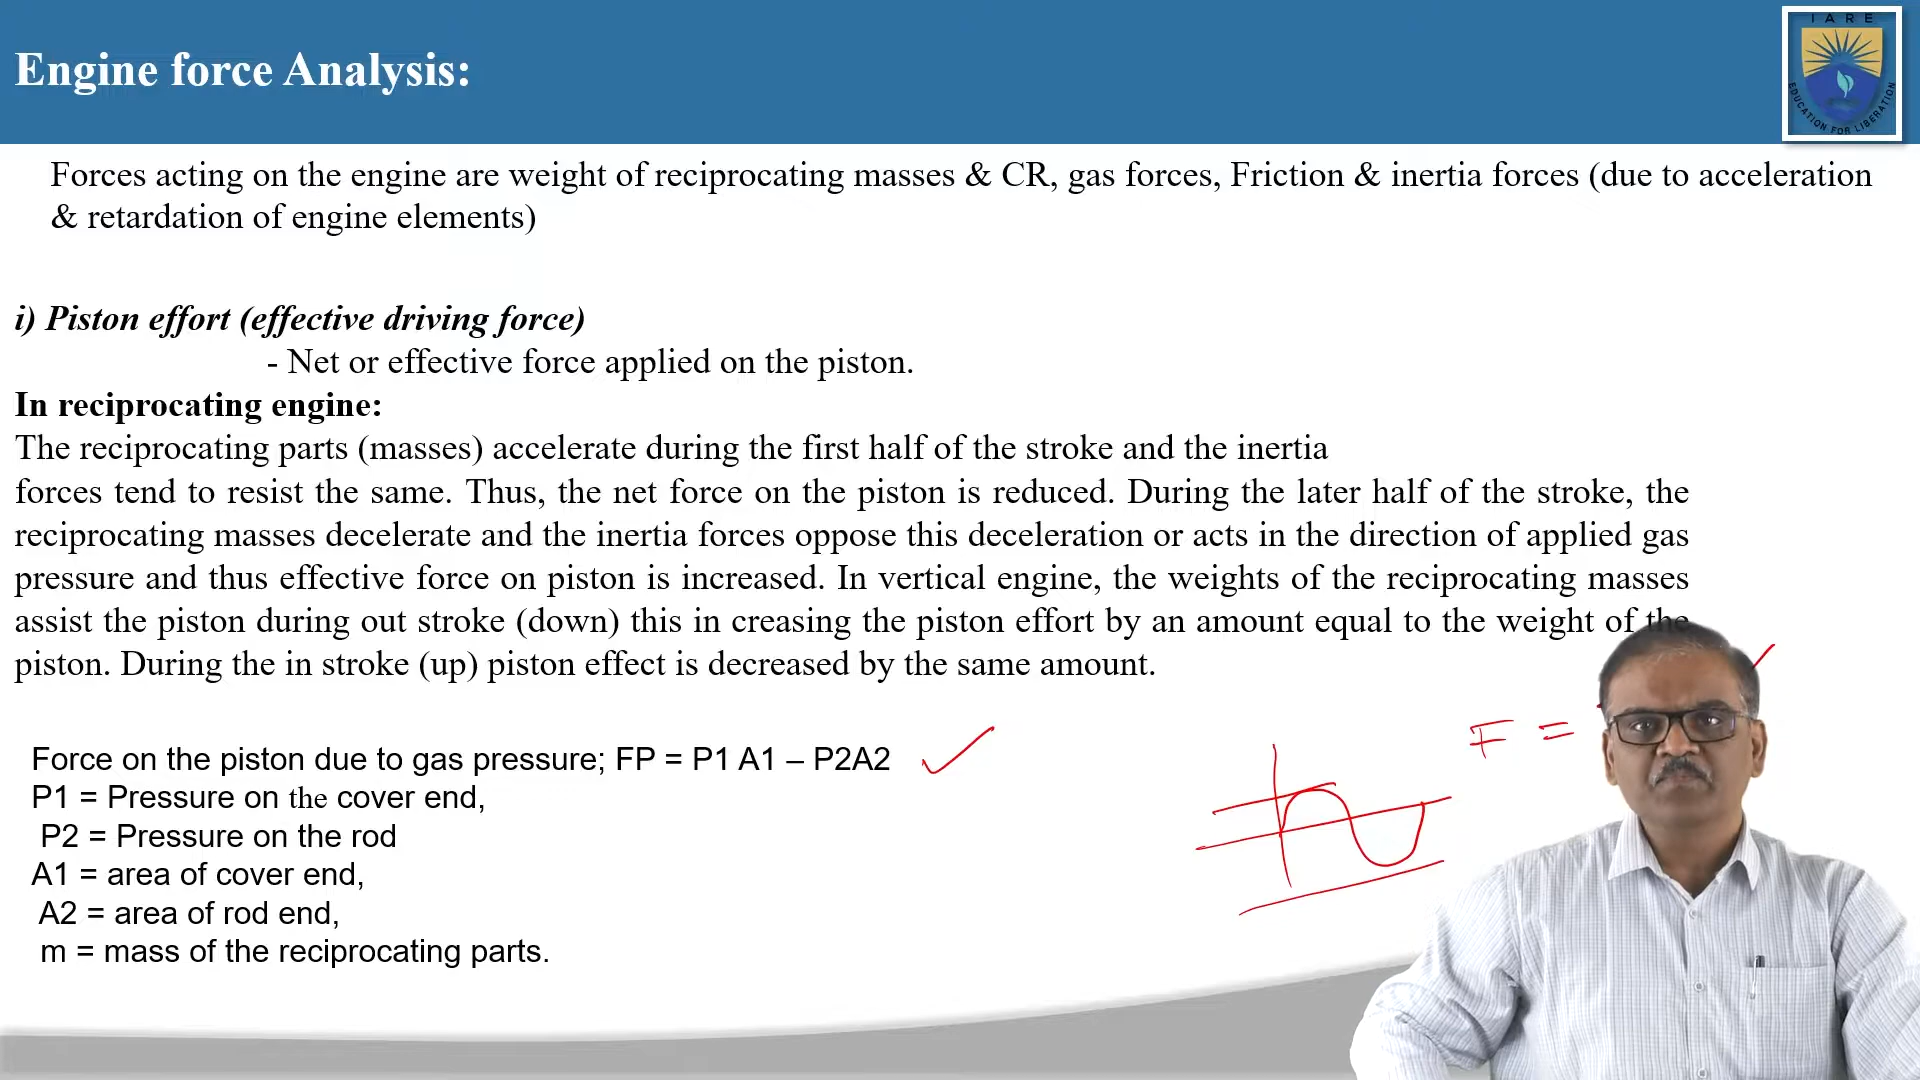 Engine force Analysis:
IARE
EDUCATION FOR LIBERATION
Forces acting on the engine are weight of reciprocating masses & CR, gas forces, Friction & inertia forces (due to acceleration
& retardation of engine elements)
i) Piston effort (effective driving force)
- Net or effective force applied on the piston.
In reciprocating engine:
The reciprocating parts (masses) accelerate during the first half of the stroke and the inertia
forces tend to resist the same. Thus, the net force on the piston is reduced. During the later half of the stroke, the
reciprocating masses decelerate and the inertia forces oppose this deceleration or acts in the direction of applied gas
pressure and thus effective force on piston is increased. In vertical engine, the weights of the reciprocating masses
assist the piston during out stroke (down) this in creasing the piston effort by an amount equal to the weight of the
piston. During the in stroke (up) piston effect is decreased by the same amount.
Force on the piston due to gas pressure; FP = P1 A1 – P2A2
P1 = Pressure on the cover end,
P2 = Pressure on the rod
A1 = area of cover end,
A2 = area of rod end,
m = mass of the reciprocating parts.
F =